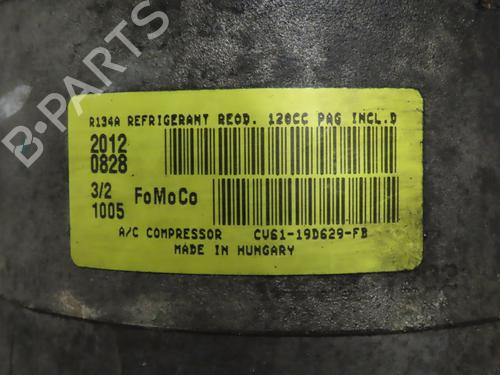 B-PARTS
R134A REFRIGERANT REQD. 120CC PAG INCL.D
2012
0828
3/2
1005
FoMoCo
A/C COMPRESSOR CV61-19D629-FB
MADE IN HUNGARY